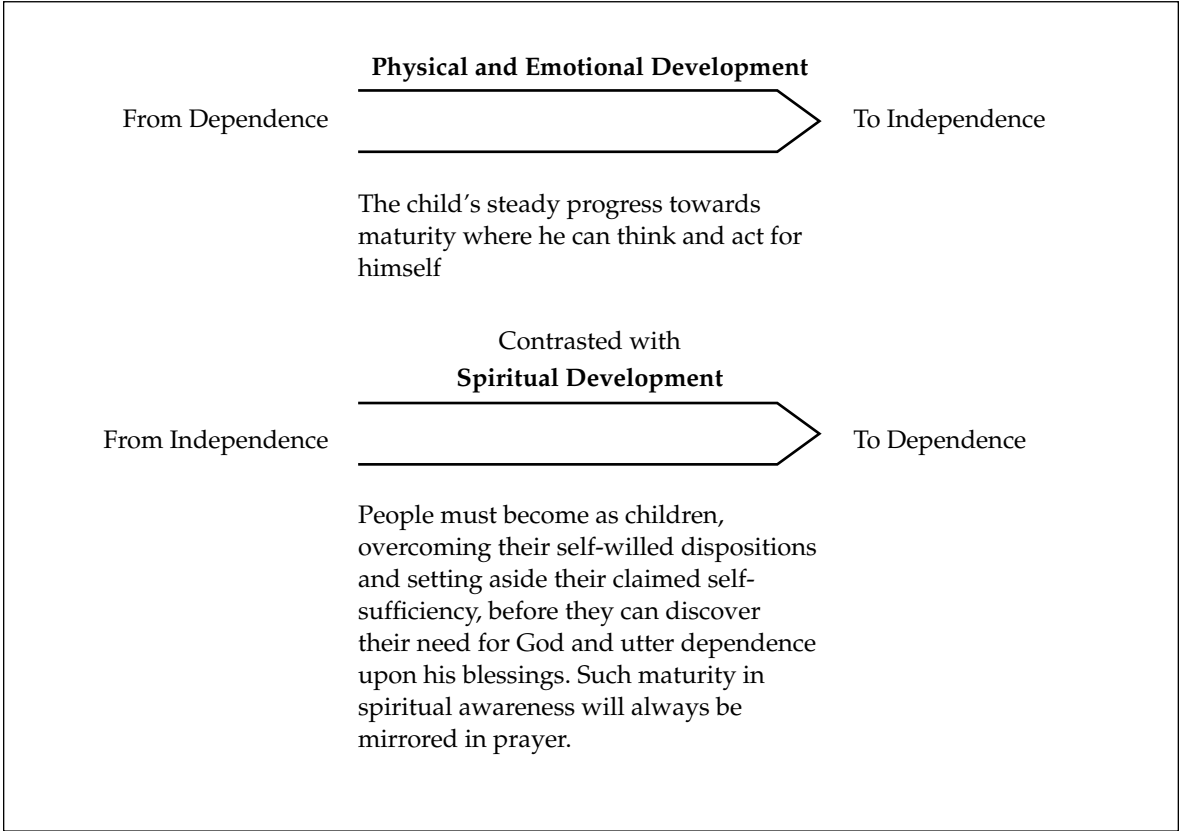 Physical and Emotional Development
From Dependence
To Independence
The child’s steady progress towards
maturity where he can think and act for
himself
Contrasted with
Spiritual Development
From Independence
To Dependence
People must become as children,
overcoming their self-willed dispositions
and setting aside their claimed self-
sufficiency, before they can discover
their need for God and utter dependence
upon his blessings. Such maturity in
spiritual awareness will always be
mirrored in prayer.